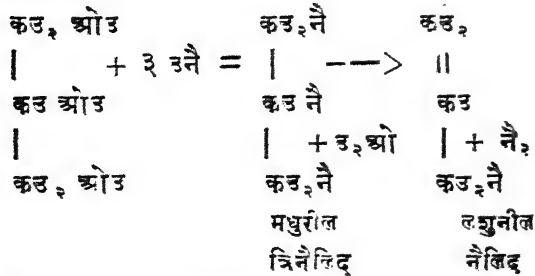 कउ₂ ओउ   कउ₂नै   कउ₂
|   + ३ उनै = | --> ॥
कउ ओउ   कउ नै   कउ
|   | + उ₂ओ   | + नै₂
कउ₂ ओउ   कउ₂नै   कउ₂नै
मधुरील   लशुनील
त्रिनैलिद्   नैलिद्